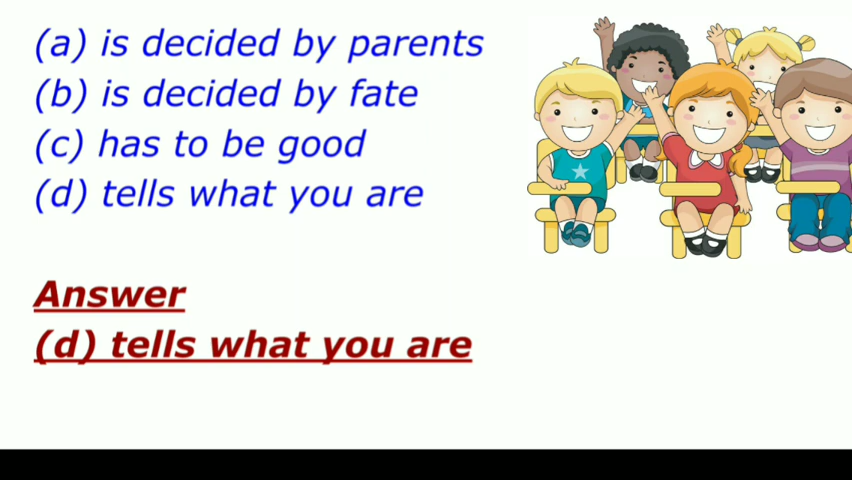 (a) is decided by parents
(b) is decided by fate
(c) has to be good
(d) tells what you are
Answer
(d) tells what you are